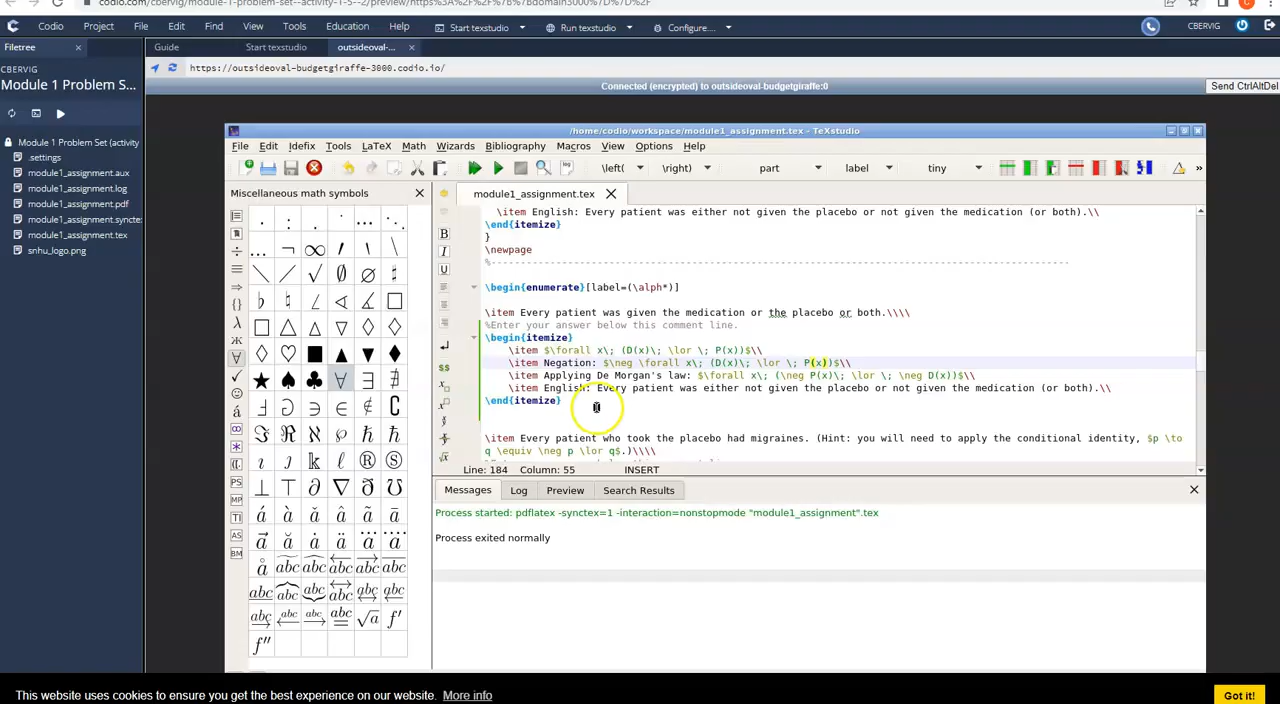 codio.com/cbervig/module-1-problem-set--activity-1-5--2/preview/https%3A%2F%2F%7B%7Bdomain3000%7D%7D%2F
Codio Project File Edit Find View Tools Education Help Start texstudio Run texstudio Configure... CBERVIG
Filetree Guide Start texstudio outsideoval-...
https://outsideoval-budgetgiraffe-3000.codio.io/
CBERVIG
Module 1 Problem S...
Connected (encrypted) to outsideoval-budgetgiraffe:0 Send CtrlAltDel
Module 1 Problem Set (activity
.settings
module1_assignment.aux
module1_assignment.log
module1_assignment.pdf
module1_assignment.syncte:
module1_assignment.tex
snhu_logo.png
/home/codio/workspace/module1_assignment.tex - TeXstudio
File Edit Idefix Tools LaTeX Math Wizards Bibliography Macros View Options Help
\left( \right) part label tiny
Miscellaneous math symbols
module1_assignment.tex
\item English: Every patient was either not given the placebo or not given the medication (or both).\\
\end{itemize}
}
\newpage
%--------------------------------------------------------------------------------------------------
\begin{enumerate}[label=(\alph*)]
\item Every patient was given the medication or the placebo or both.\\\\
%Enter your answer below this comment line.
\begin{itemize}
\item $\forall x\; (D(x)\; \lor \; P(x))$\\
\item Negation: $\neg \forall x\; (D(x)\; \lor \; P(x))$\\
\item Applying De Morgan's law: $\forall x\; (\neg P(x)\; \lor \; \neg D(x))$\\
\item English: Every patient was either not given the placebo or not given the medication (or both).\\
\end{itemize}
\item Every patient who took the placebo had migraines. (Hint: you will need to apply the conditional identity, $p \to
q \equiv \neg p \lor q$.)\\\\
Line: 184 Column: 55 INSERT
Messages Log Preview Search Results
Process started: pdflatex -synctex=1 -interaction=nonstopmode "module1_assignment".tex
Process exited normally
This website uses cookies to ensure you get the best experience on our website. More info Got it!